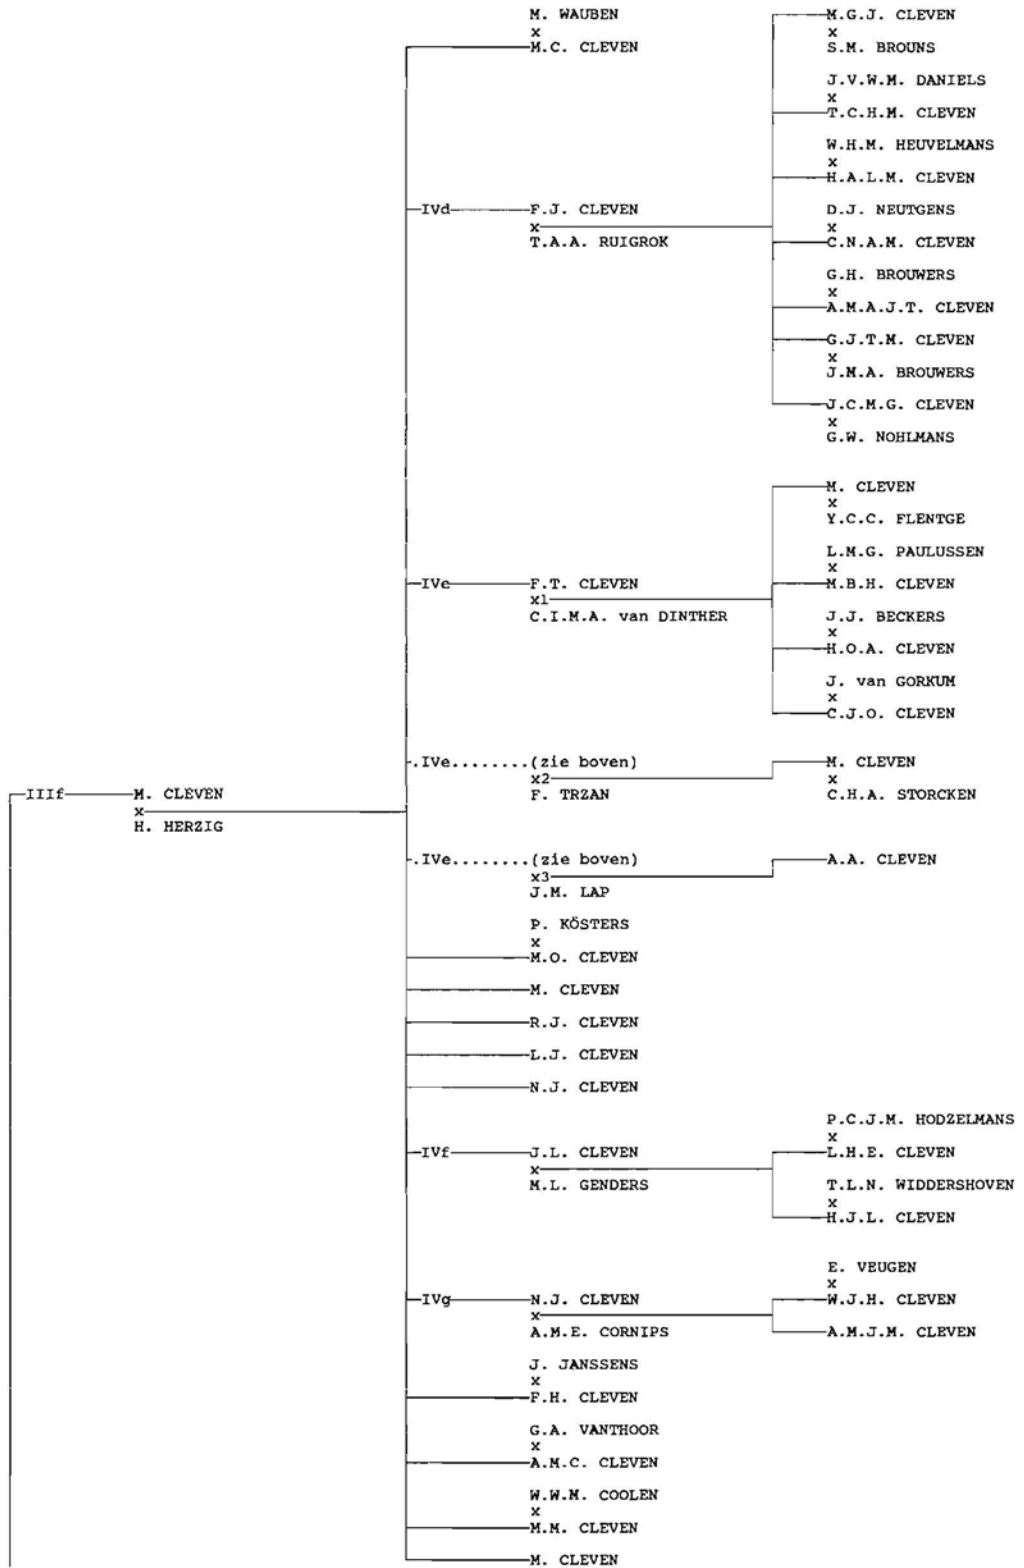 M. WAUBEN
x
M.C. CLEVEN
M.G.J. CLEVEN
x
S.M. BROUNS
J.V.W.M. DANIELS
x
T.C.H.M. CLEVEN
W.H.M. HEUVELMANS
x
H.A.L.M. CLEVEN
IVd
F.J. CLEVEN
x
T.A.A. RUIGROK
D.J. NEUTGENS
x
C.N.A.M. CLEVEN
G.H. BROUWERS
x
A.M.A.J.T. CLEVEN
G.J.T.M. CLEVEN
x
J.M.A. BROUWERS
J.C.M.G. CLEVEN
x
G.W. NOHLMANS
M. CLEVEN
x
Y.C.C. FLENTGE
L.M.G. PAULUSSEN
x
IVe
F.T. CLEVEN
x1
C.I.M.A. van DINTHER
M.B.H. CLEVEN
J.J. BECKERS
x
H.O.A. CLEVEN
J. van GORKUM
x
C.J.O. CLEVEN
.IVe........(zie boven)
x2
F. TRZAN
M. CLEVEN
x
C.H.A. STORCKEN
IIIf
M. CLEVEN
x
H. HERZIG
.IVe........(zie boven)
x3
J.M. LAP
A.A. CLEVEN
P. KÖSTERS
x
M.O. CLEVEN
M. CLEVEN
R.J. CLEVEN
L.J. CLEVEN
N.J. CLEVEN
P.C.J.M. HODZELMANS
x
IVf
J.L. CLEVEN
x
M.L. GENDERS
L.H.E. CLEVEN
T.L.N. WIDDERSHOVEN
x
H.J.L. CLEVEN
E. VEUGEN
x
IVg
N.J. CLEVEN
x
A.M.E. CORNIPS
W.J.H. CLEVEN
A.M.J.M. CLEVEN
J. JANSSENS
x
F.H. CLEVEN
G.A. VANTHOOR
x
A.M.C. CLEVEN
W.W.M. COOLEN
x
M.M. CLEVEN
M. CLEVEN